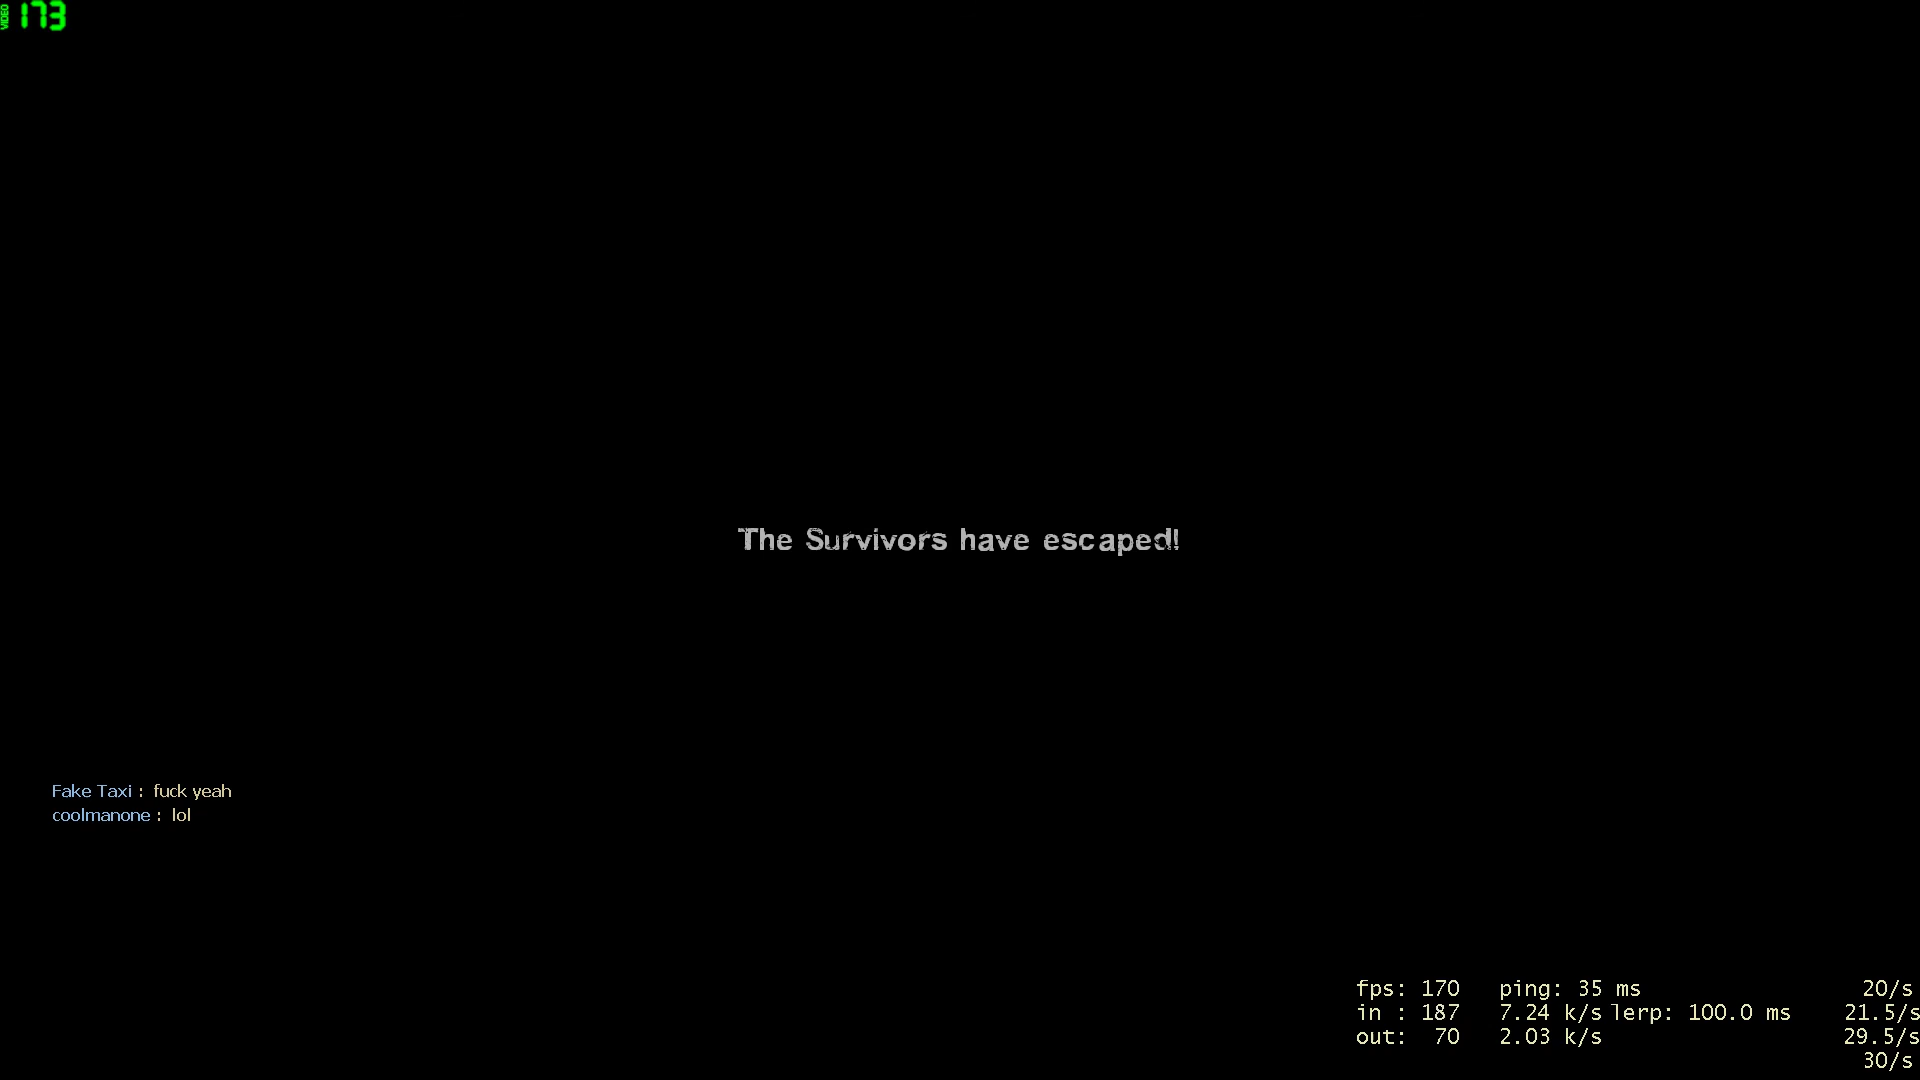 VIDEO 173
The Survivors have escaped!
Fake Taxi : fuck yeah
coolmanone : lol
fps: 170 ping: 35 ms 20/s
in : 187 7.24 k/s lerp: 100.0 ms 21.5/s
out: 70 2.03 k/s 29.5/s
30/s